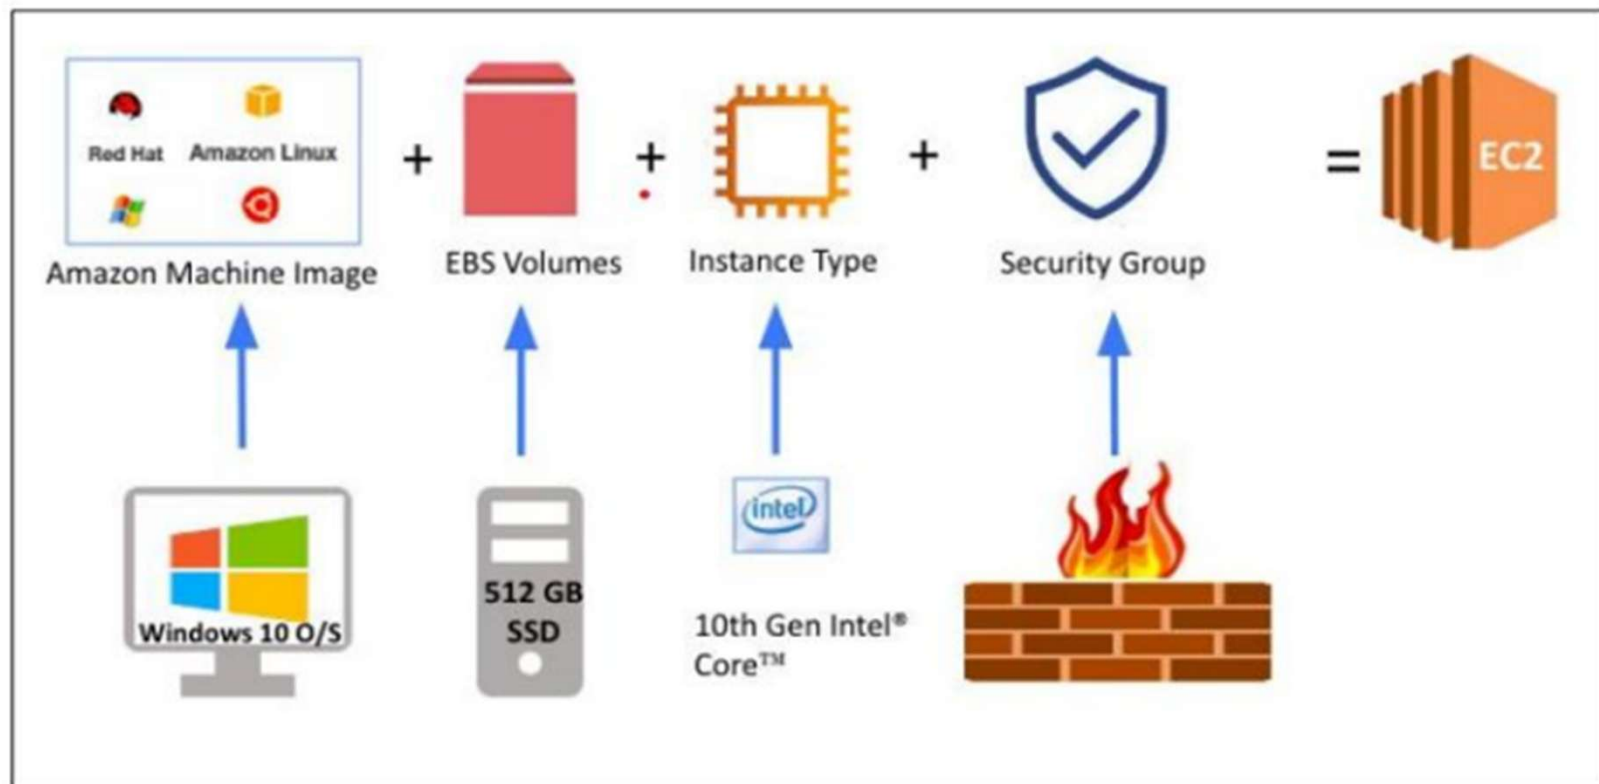 Red Hat
Amazon Linux
+
+
+
=
EC2
Amazon Machine Image
EBS Volumes
Instance Type
Security Group
Windows 10 O/S
512 GB
SSD
intel
10th Gen Intel®
Core™